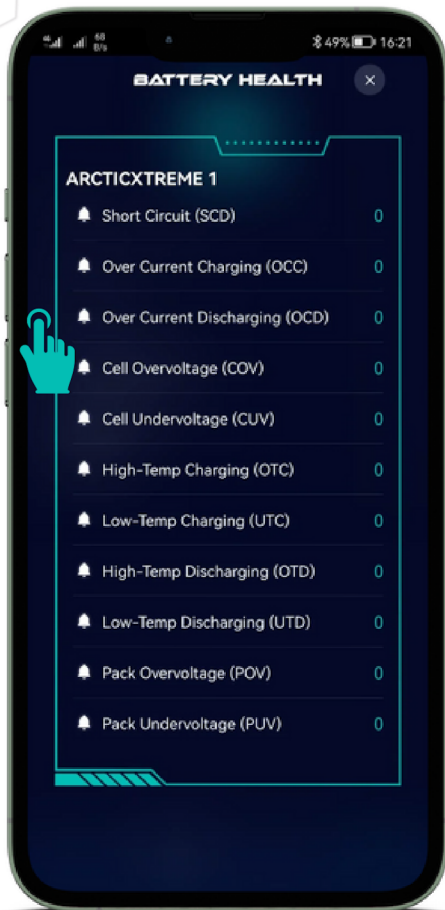 68
B/s
49% 16:21
BATTERY HEALTH
ARCTICXTREME 1
Short Circuit (SCD) 0
Over Current Charging (OCC) 0
Over Current Discharging (OCD) 0
Cell Overvoltage (COV) 0
Cell Undervoltage (CUV) 0
High-Temp Charging (OTC) 0
Low-Temp Charging (UTC) 0
High-Temp Discharging (OTD) 0
Low-Temp Discharging (UTD) 0
Pack Overvoltage (POV) 0
Pack Undervoltage (PUV) 0